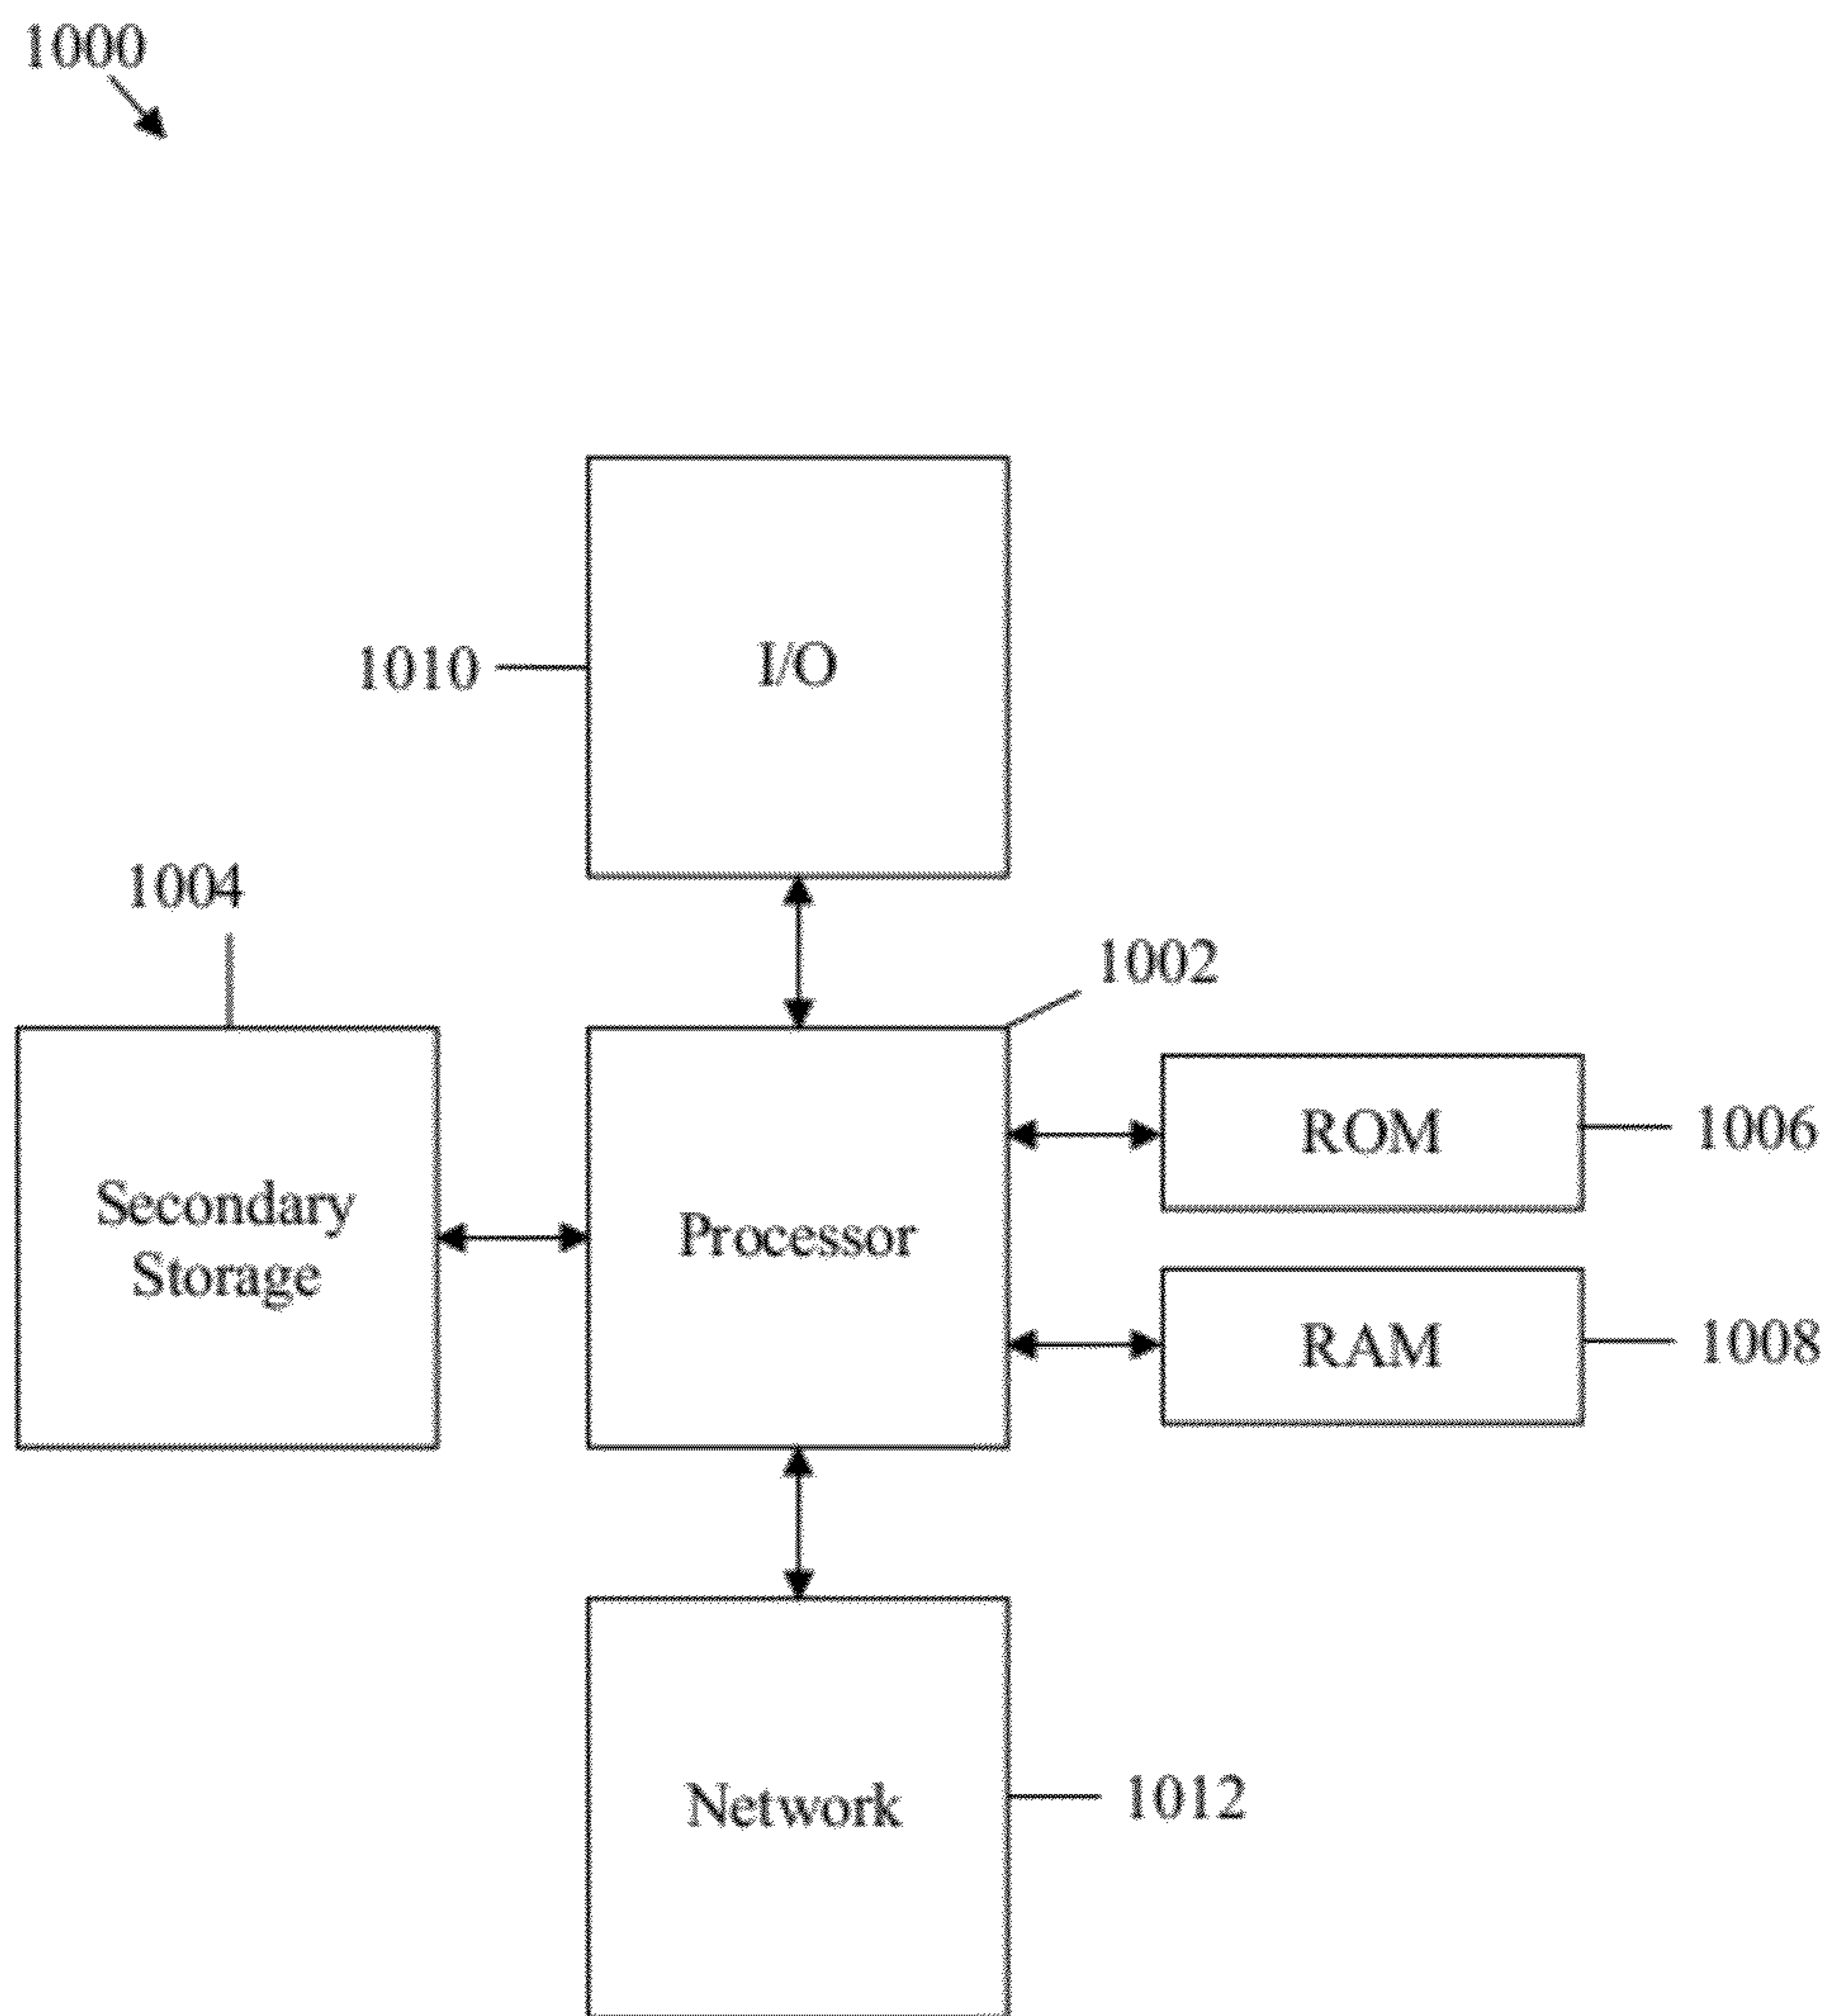 1000
I/O
1010
1004
1002
ROM
1006
Secondary
Storage
Processor
RAM
1008
Network
1012